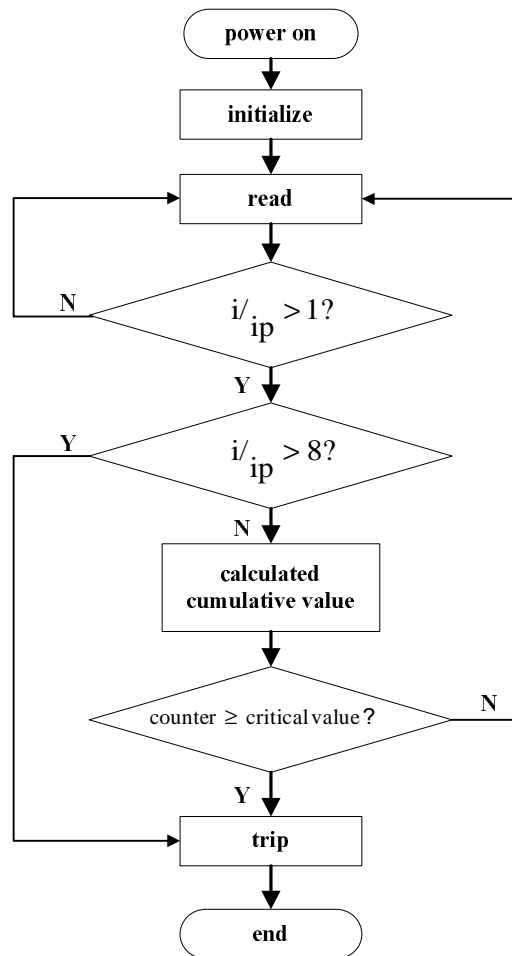 power on
initialize
read
N
i/ip > 1?
Y
Y
i/ip > 8?
N
calculated
cumulative value
counter ≥ critical value?
N
Y
trip
end